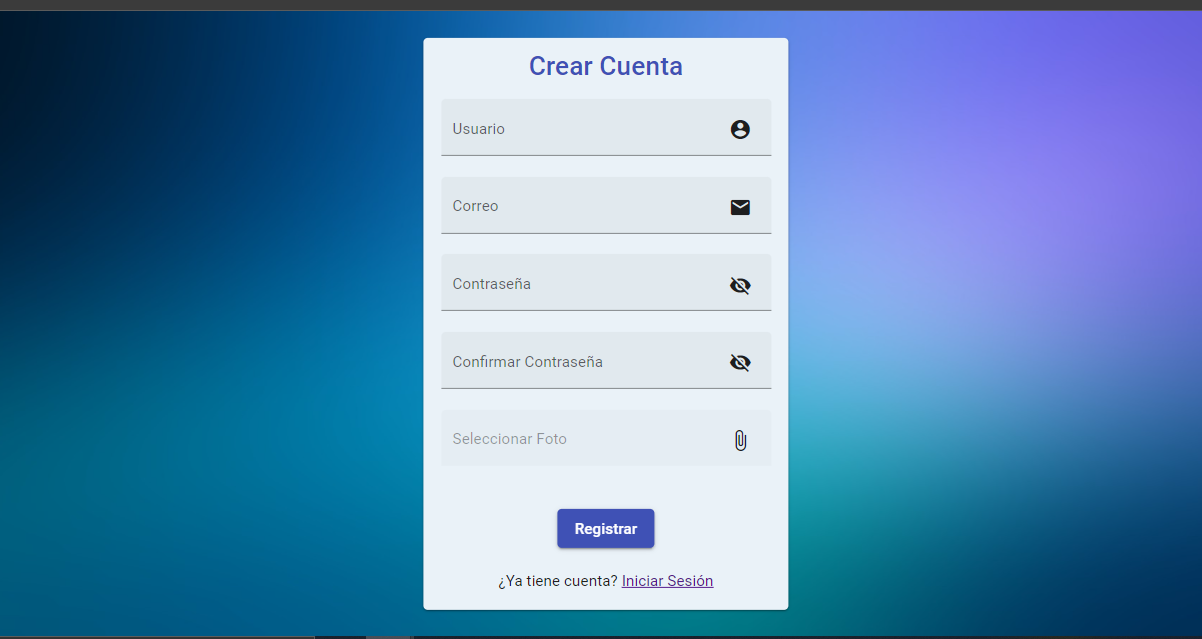 Crear Cuenta
Usuario
Correo
Contraseña
Confirmar Contraseña
Seleccionar Foto
Registrar
¿Ya tiene cuenta? Iniciar Sesión